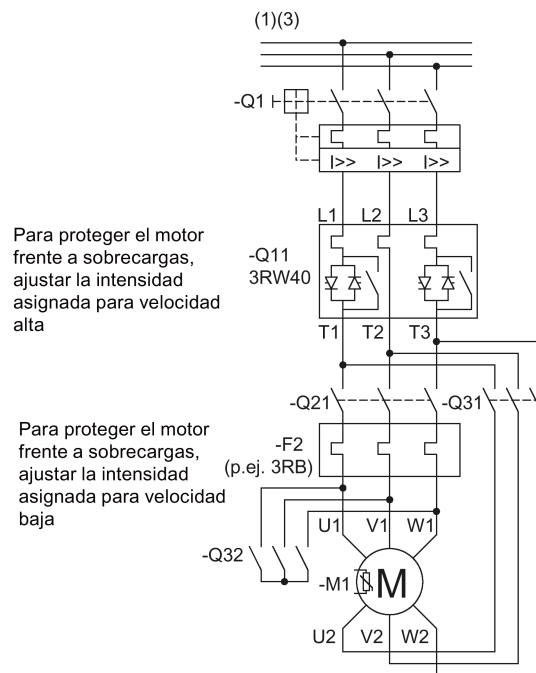 (1)(3)
-Q1
I>> I>> I>>
L1 L2 L3
Para proteger el motor
frente a sobrecargas,
ajustar la intensidad
asignada para velocidad
alta
-Q11
3RW40
T1 T2 T3
-Q21 -Q31
Para proteger el motor
frente a sobrecargas,
ajustar la intensidad
asignada para velocidad
baja
-F2
(p.ej. 3RB)
U1 V1 W1
-Q32
-M1 M
U2 V2 W2